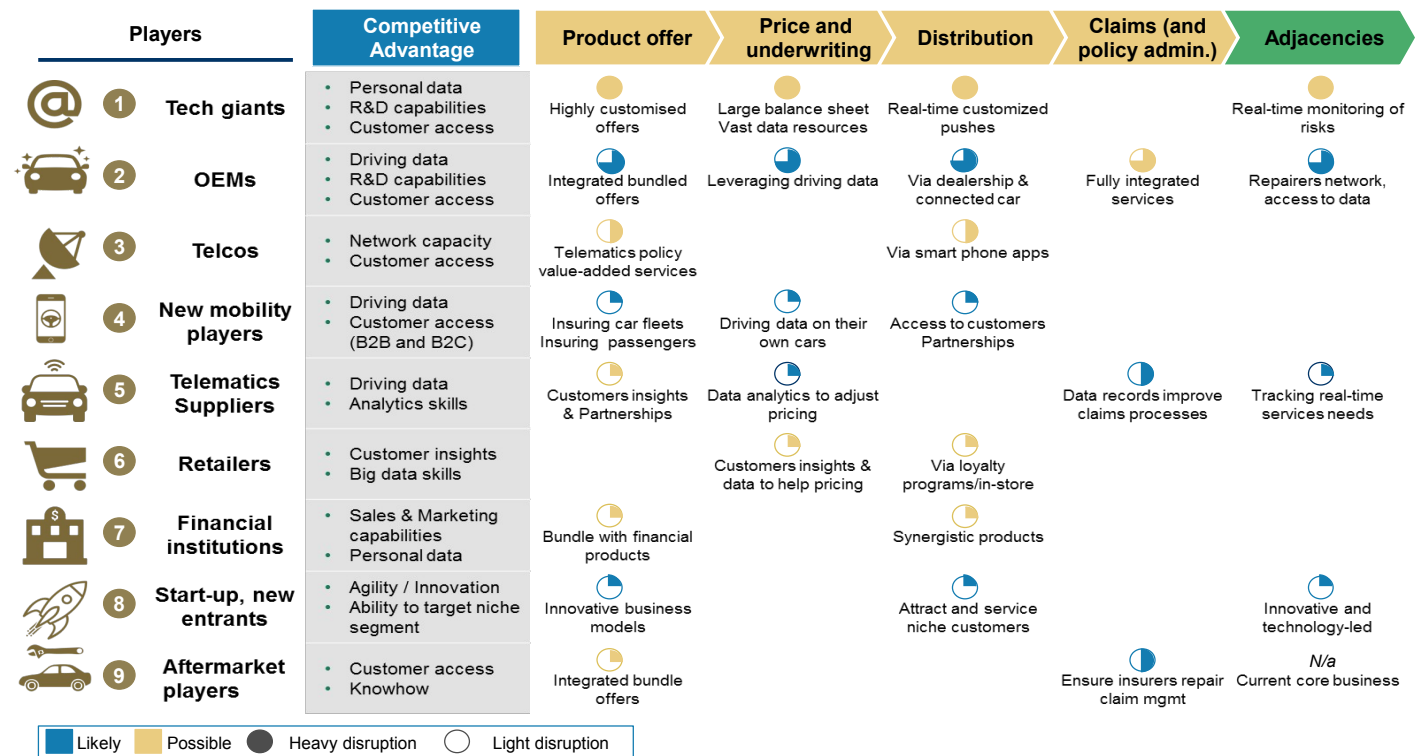 Players
Competitive
Advantage
Product offer
Price and
underwriting
Distribution
Claims (and
policy admin.)
Adjacencies
@
1
Tech giants
• Personal data
• R&D capabilities
• Customer access
Highly customised
offers
Large balance sheet
Vast data resources
Real-time customized
pushes
Real-time monitoring of
risks
2
OEMs
• Driving data
• R&D capabilities
• Customer access
Integrated bundled
offers
Leveraging driving data
Via dealership &
connected car
Fully integrated
services
Repairers network,
access to data
3
Telcos
• Network capacity
• Customer access
Telematics policy
value-added services
Via smart phone apps
4
New mobility
players
• Driving data
• Customer access
(B2B and B2C)
Insuring car fleets
Insuring passengers
Driving data on their
own cars
Access to customers
Partnerships
5
Telematics
Suppliers
• Driving data
• Analytics skills
Customers insights
& Partnerships
Data analytics to adjust
pricing
Data records improve
claims processes
Tracking real-time
services needs
6
Retailers
• Customer insights
• Big data skills
Customers insights &
data to help pricing
Via loyalty
programs/in-store
$
7
Financial
institutions
• Sales & Marketing
capabilities
• Personal data
Bundle with financial
products
Synergistic products
8
Start-up, new
entrants
• Agility / Innovation
• Ability to target niche
segment
Innovative business
models
Attract and service
niche customers
Innovative and
technology-led
9
Aftermarket
players
• Customer access
• Knowhow
Integrated bundle
offers
Ensure insurers repair
claim mgmt
N/a
Current core business
Likely
Possible
Heavy disruption
Light disruption